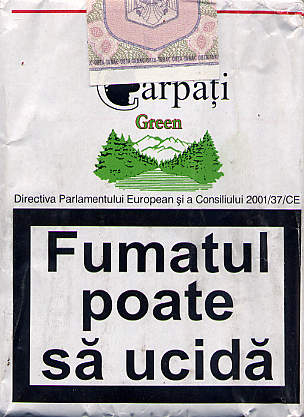 Carpați
Green
Directiva Parlamentului European și a Consiliului 2001/37/CE
Fumatul
poate
să ucidă